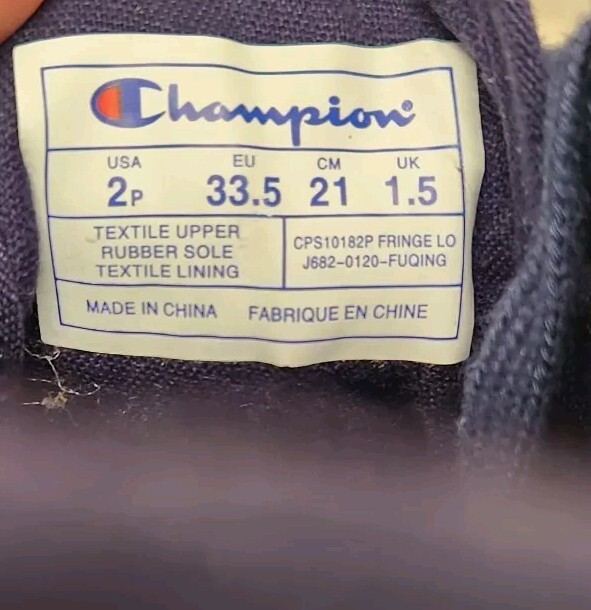 Champion®
USA EU CM UK
2P 33.5 21 1.5
TEXTILE UPPER
RUBBER SOLE
TEXTILE LINING
CPS10182P FRINGE LO
J682-0120-FUQING
MADE IN CHINA FABRIQUE EN CHINE